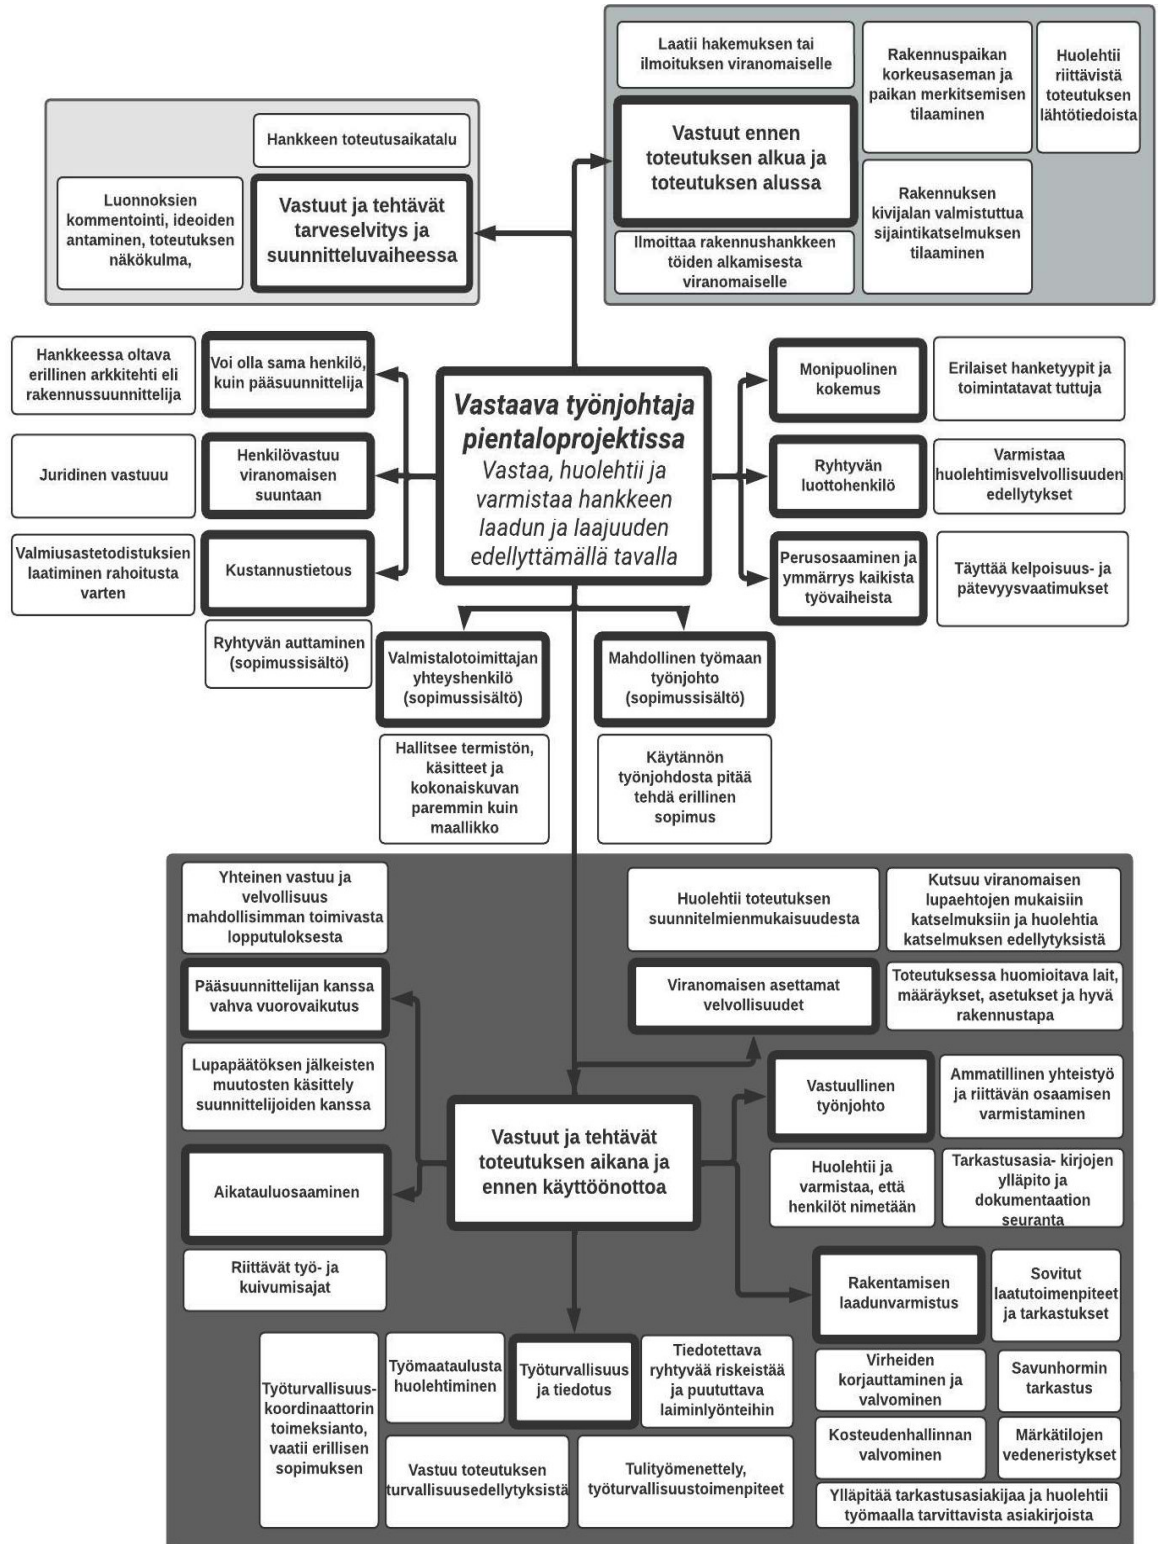 Laatii hakemuksen tai
ilmoituksen viranomaiselle
Rakennuspaikan
korkeusaseman ja
paikan merkitsemisen
tilaaminen
Huolehtii
riittävistä
toteutuksen
lähtötiedoista
Vastuut ennen
toteutuksen alkua ja
toteutuksen alussa
Rakennuksen
kivijalan valmistuttua
sijaintikatselmuksen
tilaaminen
Ilmoittaa rakennushankkeen
töiden alkamisesta
viranomaiselle
Hankkeen toteutusaikatalu
Luonnoksien
kommentointi, ideoiden
antaminen, toteutuksen
näkökulma,
Vastuut ja tehtävät
tarveselvitys ja
suunnitteluvaiheessa
Hankkeessa oltava
erillinen arkkitehti eli
rakennussuunnittelija
Voi olla sama henkilö,
kuin pääsuunnittelija
Juridinen vastuuu
Henkilövastuu
viranomaisen
suuntaan
Valmiusastetodistuksien
laatiminen rahoitusta
varten
Kustannustietous
Ryhtyvän auttaminen
(sopimussisältö)
Vastaava työnjohtaja
pientaloprojektissa
Vastaa, huolehtii ja
varmistaa hankkeen
laadun ja laajuuden
edellyttämällä tavalla
Monipuolinen
kokemus
Erilaiset hanketyypit ja
toimintatavat tuttuja
Ryhtyvän
luottohenkilö
Varmistaa
huolehtimisvelvollisuuden
edellytykset
Perusosaaminen ja
ymmärrys kaikista
työvaiheista
Täyttää kelpoisuus- ja
pätevyysvaatimukset
Valmistalotoimittajan
yhteyshenkilö
(sopimussisältö)
Mahdollinen työmaan
työnjohto
(sopimussisältö)
Hallitsee termistön,
käsitteet ja
kokonaiskuvan
paremmin kuin
maallikko
Käytännön
työnjohdosta pitää
tehdä erillinen
sopimus
Yhteinen vastuu ja
velvollisuus
mahdollisimman toimivasta
lopputuloksesta
Pääsuunnittelijan kanssa
vahva vuorovaikutus
Lupapäätöksen jälkeisten
muutosten käsittely
suunnittelijoiden kanssa
Aikatauluosaaminen
Riittävät työ- ja
kuivumisajat
Huolehtii toteutuksen
suunnitelmienmukaisuudesta
Kutsuu viranomaisen
lupaehtojen mukaisiin
katselmuksiin ja huolehtia
katselmuksen edellytyksistä
Viranomaisen asettamat
velvollisuudet
Toteutuksessa huomioitava lait,
määräykset, asetukset ja hyvä
rakennustapa
Vastuut ja tehtävät
toteutuksen aikana ja
ennen käyttöönottoa
Vastuullinen
työnjohto
Ammatillinen yhteistyö
ja riittävän osaamisen
varmistaminen
Huolehtii ja
varmistaa, että
henkilöt nimetään
Tarkastusasia- kirjojen
ylläpito ja
dokumentaation
seuranta
Rakentamisen
laadunvarmistus
Sovitut
laatutoimenpiteet
ja tarkastukset
Virheiden
korjauttaminen ja
valvominen
Savunhormin
tarkastus
Kosteudenhallinnan
valvominen
Märkätilojen
vedeneristykset
Ylläpitää tarkastusasiakijaa ja huolehtii
työmaalla tarvittavista asiakirjoista
Työturvallisuus-
koordinaattorin
toimeksianto,
vaatii erillisen
sopimuksen
Työmaataulusta
huolehtiminen
Työturvallisuus
ja tiedotus
Tiedotettava
ryhtyvää riskeistää
ja puututtava
laiminlyönteihin
Vastuu toteutuksen
turvallisuusedellytyksistä
Tulityömenettely,
työturvallisuustoimenpiteet